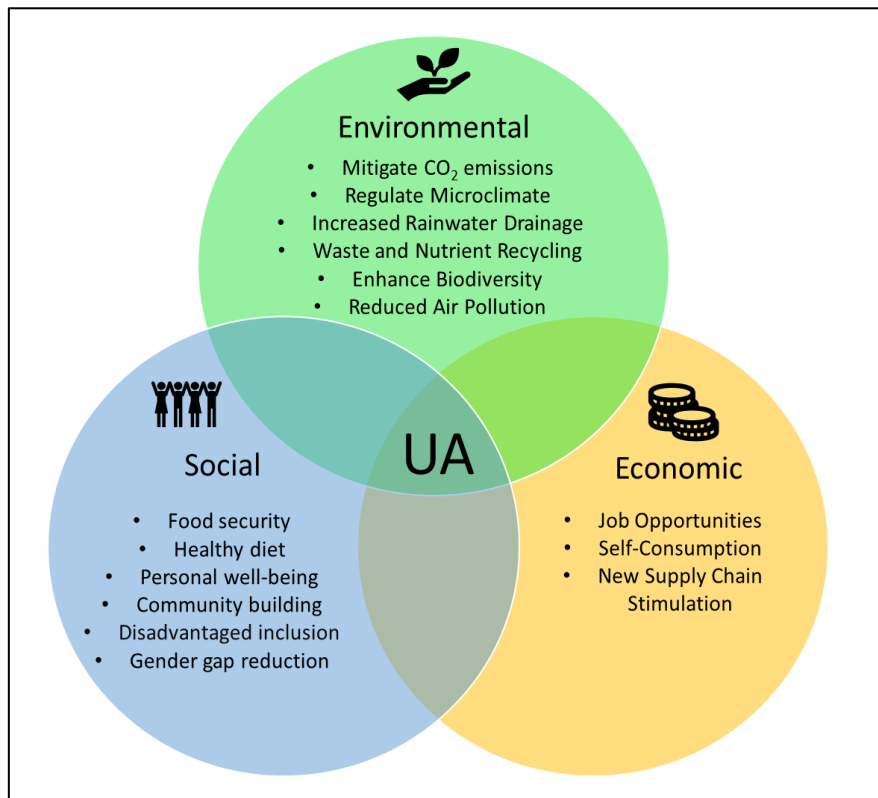 Environmental
• Mitigate CO₂ emissions
• Regulate Microclimate
• Increased Rainwater Drainage
• Waste and Nutrient Recycling
• Enhance Biodiversity
• Reduced Air Pollution
UA
Social
• Food security
• Healthy diet
• Personal well-being
• Community building
• Disadvantaged inclusion
• Gender gap reduction
Economic
• Job Opportunities
• Self-Consumption
• New Supply Chain
Stimulation